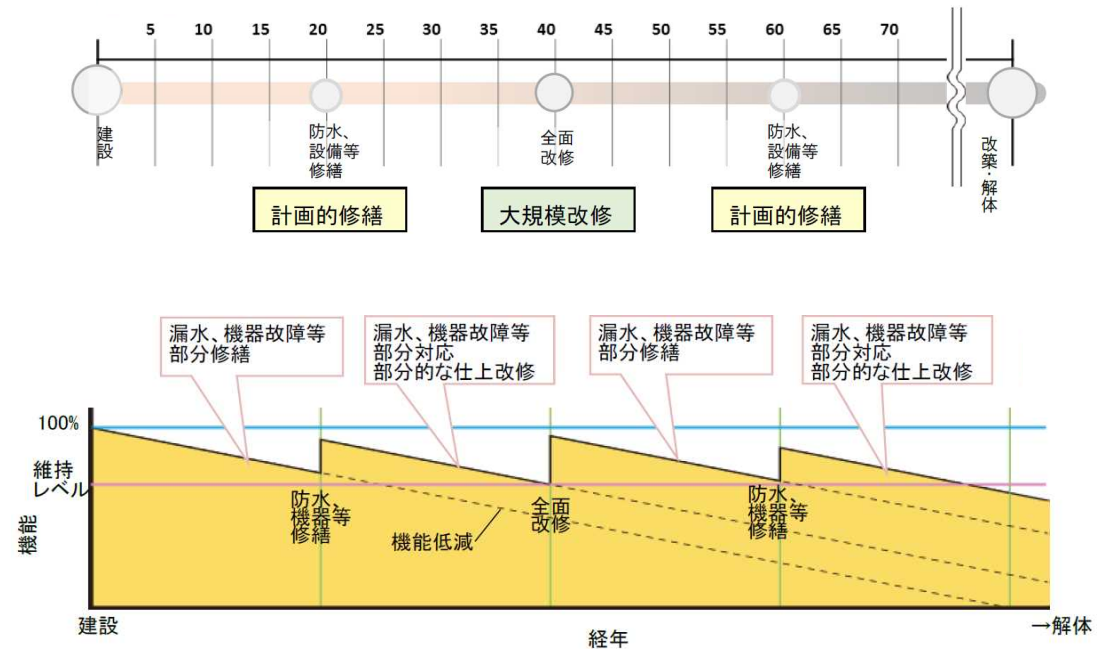 5 10 15 20 25 30 35 40 45 50 55 60 65 70
建設
防水、
設備等
修繕
全面
改修
防水、
設備等
修繕
改築・解体
計画的修繕
大規模改修
計画的修繕
漏水、機器故障等
部分修繕
漏水、機器故障等
部分対応
部分的な仕上改修
漏水、機器故障等
部分修繕
漏水、機器故障等
部分対応
部分的な仕上改修
100%
維持
レベル
機能
防水、
機器等
修繕
機能低減
全面
改修
防水、
機器等
修繕
建設
経年
→解体